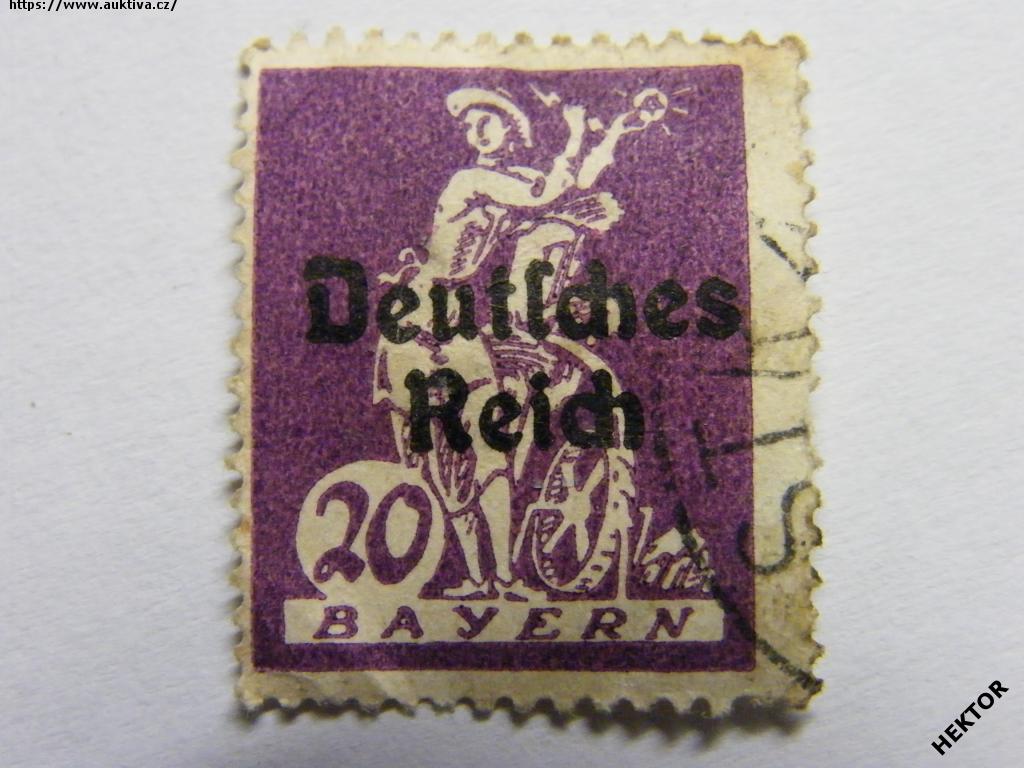 https://www.auktiva.cz/
Deutsches
Reich
20
BAYERN
HEKTOR